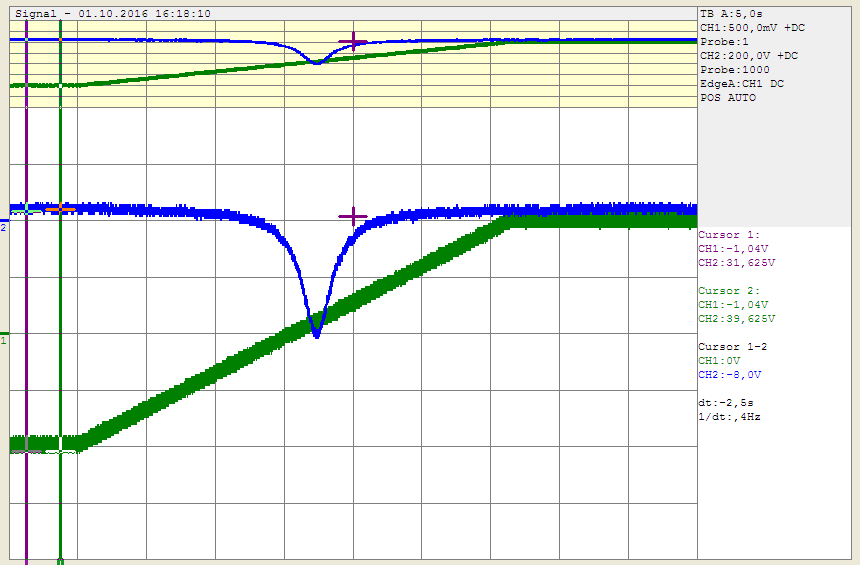 Signal - 01.10.2016 16:18:10
TB A:5,0s
CH1:500,0mV +DC
Probe:1
CH2:200,0V +DC
Probe:1000
EdgeA:CH1 DC
POS AUTO
2
Cursor 1:
CH1:-1,04V
CH2:31,625V
Cursor 2:
CH1:-1,04V
CH2:39,625V
1
Cursor 1-2
CH1:0V
CH2:-8,0V
dt:-2,5s
1/dt:,4Hz